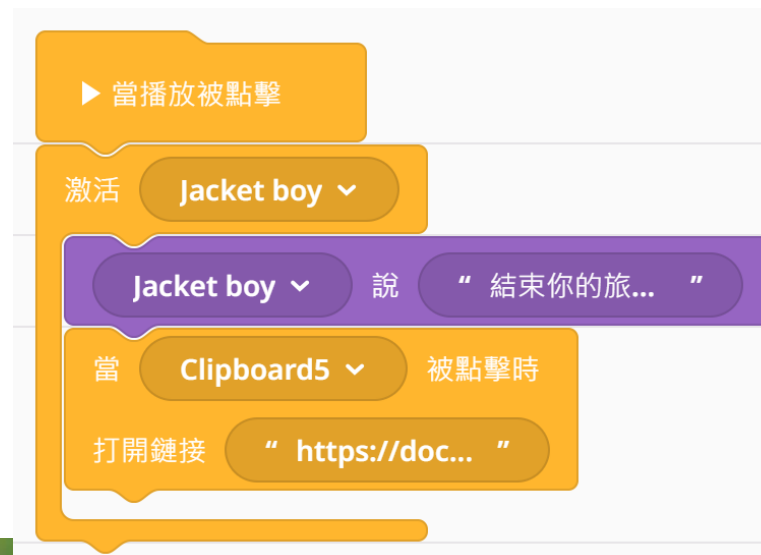 當播放被點擊
激活 Jacket boy
Jacket boy 說 “ 結束你的旅... ”
當 Clipboard5 被點擊時
打開鏈接 “ https://doc... ”